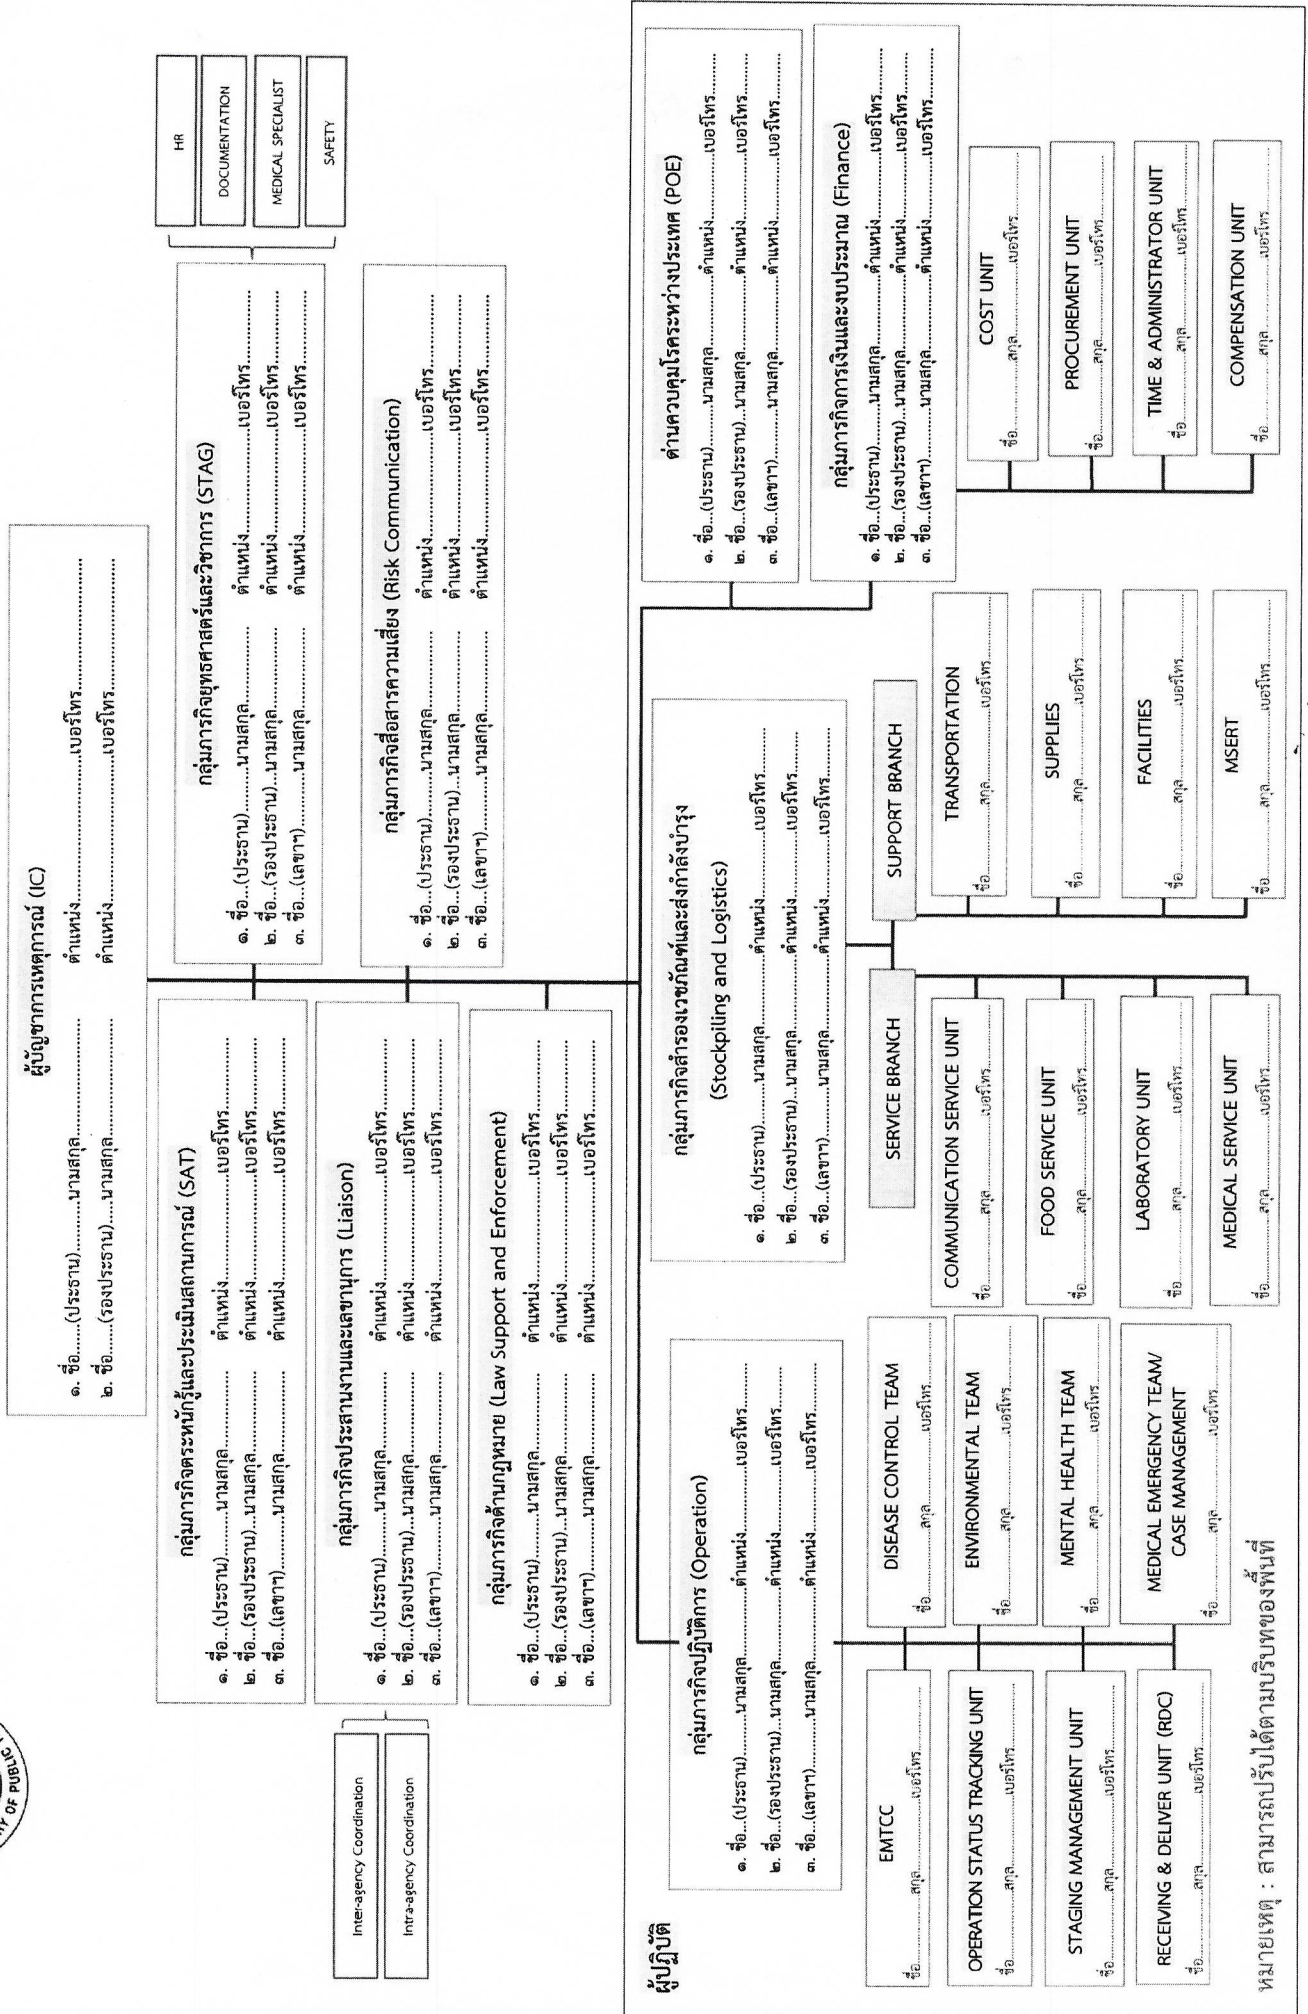 TY OF PUBLIC
ผู้บัญชาการเหตุการณ์ (IC)
๑. ชื่อ......(ประธาน)............นามสกุล.......................... ตำแหน่ง..............................เบอร์โทร..........................
๒. ชื่อ......(รองประธาน).....นามสกุล.......................... ตำแหน่ง..............................เบอร์โทร..........................
กลุ่มภารกิจตระหนักรู้และประเมินสถานการณ์ (SAT)
๑. ชื่อ...(ประธาน)..........นามสกุล................ ตำแหน่ง......................เบอร์โทร................
๒. ชื่อ...(รองประธาน)...นามสกุล................ ตำแหน่ง......................เบอร์โทร................
๓. ชื่อ...(เลขาฯ)............นามสกุล................ ตำแหน่ง......................เบอร์โทร................
กลุ่มภารกิจยุทธศาสตร์และวิชาการ (STAG)
๑. ชื่อ...(ประธาน)..........นามสกุล................ ตำแหน่ง......................เบอร์โทร................
๒. ชื่อ...(รองประธาน)...นามสกุล................ ตำแหน่ง......................เบอร์โทร................
๓. ชื่อ...(เลขาฯ)............นามสกุล................ ตำแหน่ง......................เบอร์โทร................
HR
DOCUMENTATION
MEDICAL SPECIALIST
SAFETY
Inter-agency Coordination
Intra-agency Coordination
กลุ่มภารกิจประสานงานและเลขานุการ (Liaison)
๑. ชื่อ...(ประธาน)..........นามสกุล................ ตำแหน่ง......................เบอร์โทร................
๒. ชื่อ...(รองประธาน)...นามสกุล................ ตำแหน่ง......................เบอร์โทร................
๓. ชื่อ...(เลขาฯ)............นามสกุล................ ตำแหน่ง......................เบอร์โทร................
กลุ่มภารกิจสื่อสารความเสี่ยง (Risk Communication)
๑. ชื่อ...(ประธาน)..........นามสกุล................ ตำแหน่ง......................เบอร์โทร................
๒. ชื่อ...(รองประธาน)...นามสกุล................ ตำแหน่ง......................เบอร์โทร................
๓. ชื่อ...(เลขาฯ)............นามสกุล................ ตำแหน่ง......................เบอร์โทร................
กลุ่มภารกิจด้านกฎหมาย (Law Support and Enforcement)
๑. ชื่อ...(ประธาน)..........นามสกุล................ ตำแหน่ง......................เบอร์โทร................
๒. ชื่อ...(รองประธาน)...นามสกุล................ ตำแหน่ง......................เบอร์โทร................
๓. ชื่อ...(เลขาฯ)............นามสกุล................ ตำแหน่ง......................เบอร์โทร................
ผู้ปฏิบัติ
กลุ่มภารกิจปฏิบัติการ (Operation)
๑. ชื่อ...(ประธาน)..........นามสกุล................ตำแหน่ง................เบอร์โทร............
๒. ชื่อ...(รองประธาน)...นามสกุล................ตำแหน่ง................เบอร์โทร............
๓. ชื่อ...(เลขาฯ)............นามสกุล................ตำแหน่ง................เบอร์โทร............
EMTCC
ชื่อ................สกุล................เบอร์โทร............
OPERATION STATUS TRACKING UNIT
ชื่อ................สกุล................เบอร์โทร............
STAGING MANAGEMENT UNIT
ชื่อ................สกุล................เบอร์โทร............
RECEIVING & DELIVER UNIT (RDC)
ชื่อ................สกุล................เบอร์โทร............
DISEASE CONTROL TEAM
ชื่อ................สกุล................เบอร์โทร............
ENVIRONMENTAL TEAM
ชื่อ................สกุล................เบอร์โทร............
MENTAL HEALTH TEAM
ชื่อ................สกุล................เบอร์โทร............
MEDICAL EMERGENCY TEAM/
CASE MANAGEMENT
ชื่อ................สกุล................เบอร์โทร............
กลุ่มภารกิจสำรองเวชภัณฑ์และส่งกำลังบำรุง
(Stockpiling and Logistics)
๑. ชื่อ...(ประธาน)..........นามสกุล................ตำแหน่ง................เบอร์โทร............
๒. ชื่อ...(รองประธาน)...นามสกุล................ตำแหน่ง................เบอร์โทร............
๓. ชื่อ...(เลขาฯ)............นามสกุล................ตำแหน่ง................เบอร์โทร............
SERVICE BRANCH
COMMUNICATION SERVICE UNIT
ชื่อ................สกุล................เบอร์โทร............
FOOD SERVICE UNIT
ชื่อ................สกุล................เบอร์โทร............
LABORATORY UNIT
ชื่อ................สกุล................เบอร์โทร............
MEDICAL SERVICE UNIT
ชื่อ................สกุล................เบอร์โทร............
SUPPORT BRANCH
TRANSPORTATION
ชื่อ................สกุล................เบอร์โทร............
SUPPLIES
ชื่อ................สกุล................เบอร์โทร............
FACILITIES
ชื่อ................สกุล................เบอร์โทร............
MSERT
ชื่อ................สกุล................เบอร์โทร............
ด่านควบคุมโรคระหว่างประเทศ (POE)
๑. ชื่อ...(ประธาน)..........นามสกุล................ตำแหน่ง................เบอร์โทร............
๒. ชื่อ...(รองประธาน)...นามสกุล................ตำแหน่ง................เบอร์โทร............
๓. ชื่อ...(เลขาฯ)............นามสกุล................ตำแหน่ง................เบอร์โทร............
กลุ่มภารกิจการเงินและงบประมาณ (Finance)
๑. ชื่อ...(ประธาน)..........นามสกุล................ตำแหน่ง................เบอร์โทร............
๒. ชื่อ...(รองประธาน)...นามสกุล................ตำแหน่ง................เบอร์โทร............
๓. ชื่อ...(เลขาฯ)............นามสกุล................ตำแหน่ง................เบอร์โทร............
COST UNIT
ชื่อ................สกุล................เบอร์โทร............
PROCUREMENT UNIT
ชื่อ................สกุล................เบอร์โทร............
TIME & ADMINISTRATOR UNIT
ชื่อ................สกุล................เบอร์โทร............
COMPENSATION UNIT
ชื่อ................สกุล................เบอร์โทร............
หมายเหตุ : สามารถปรับได้ตามบริบทของพื้นที่